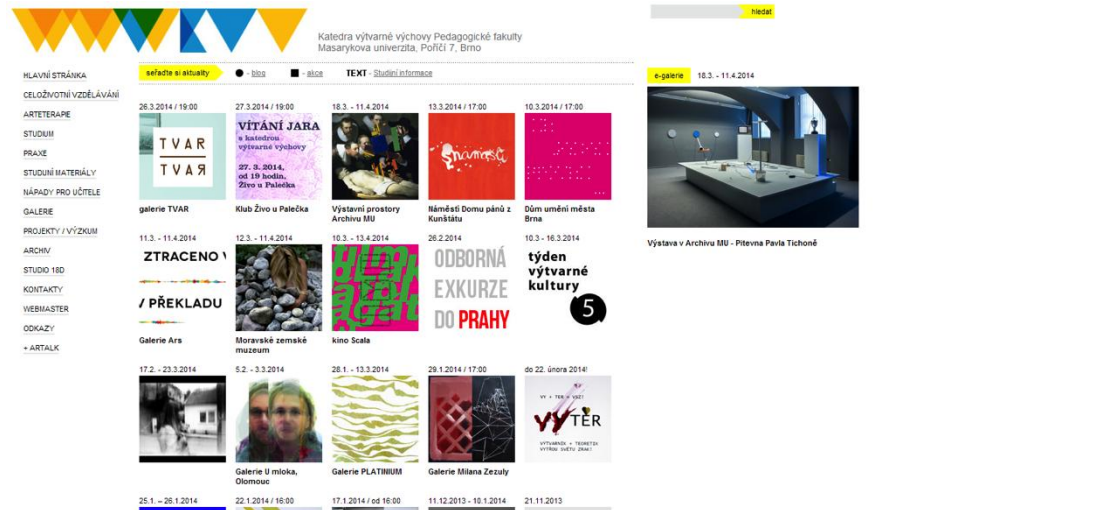 hledat
Katedra výtvarné výchovy Pedagogické fakulty
Masarykova univerzita, Poříčí 7, Brno
HLAVNÍ STRÁNKA
CELOŽIVOTNÍ VZDĚLÁVÁNÍ
ARTETERAPIE
STUDIUM
PRAXE
STUDIJNÍ MATERIÁLY
NÁPADY PRO UČITELE
GALERIE
PROJEKTY / VÝZKUM
ARCHIV
STUDIO 18D
KONTAKTY
WEBMASTER
ODKAZY
+ ARTALK
seřaďte si aktuality - blog - akce TEXT - Studijní informace
26.3.2014 / 19:00
TVAR
TVAЯ
galerie TVAR
27.3.2014 / 19:00
VÍTÁNÍ JARA
s katedrou
výtvarné výchovy
27. 3. 2014,
od 19 hodin,
Živo u Palečka
Klub Živo u Palečka
18.3. - 11.4.2014
Výstavní prostory
Archivu MU
13.3.2014 / 17:00
Náměstí Domu pánů z
Kunštátu
10.3.2014 / 17:00
Dům umění města
Brna
11.3. - 11.4.2014
ZTRACENO V
/ PŘEKLADU
Galerie Ars
12.3. - 11.4.2014
Moravské zemské
muzeum
10.3. - 13.4.2014
kino Scala
26.2.2014
ODBORNÁ
EXKURZE
DO PRAHY
10.3 - 16.3.2014
týden
výtvarné
kultury
5
17.2. - 23.3.2014
5.2. - 3.3.2014
Galerie U mloka,
Olomouc
28.1. - 13.3.2014
Galerie PLATINIUM
29.1.2014 / 17:00
Galerie Milana Zezuly
do 22. února 2014!
VY + TER = VŠZ!
VÝTĚR
VÝTVARNÍK + TEORETIK
VYTŘOU SVĚTU ZRAK!
25.1. – 26.1.2014
22.1.2014 / 16:00
17.1.2014 / od 16:00
11.12.2013 - 10.1.2014
21.11.2013
e-galerie 18.3. - 11.4.2014
Výstava v Archivu MU - Pitevna Pavla Tichoně